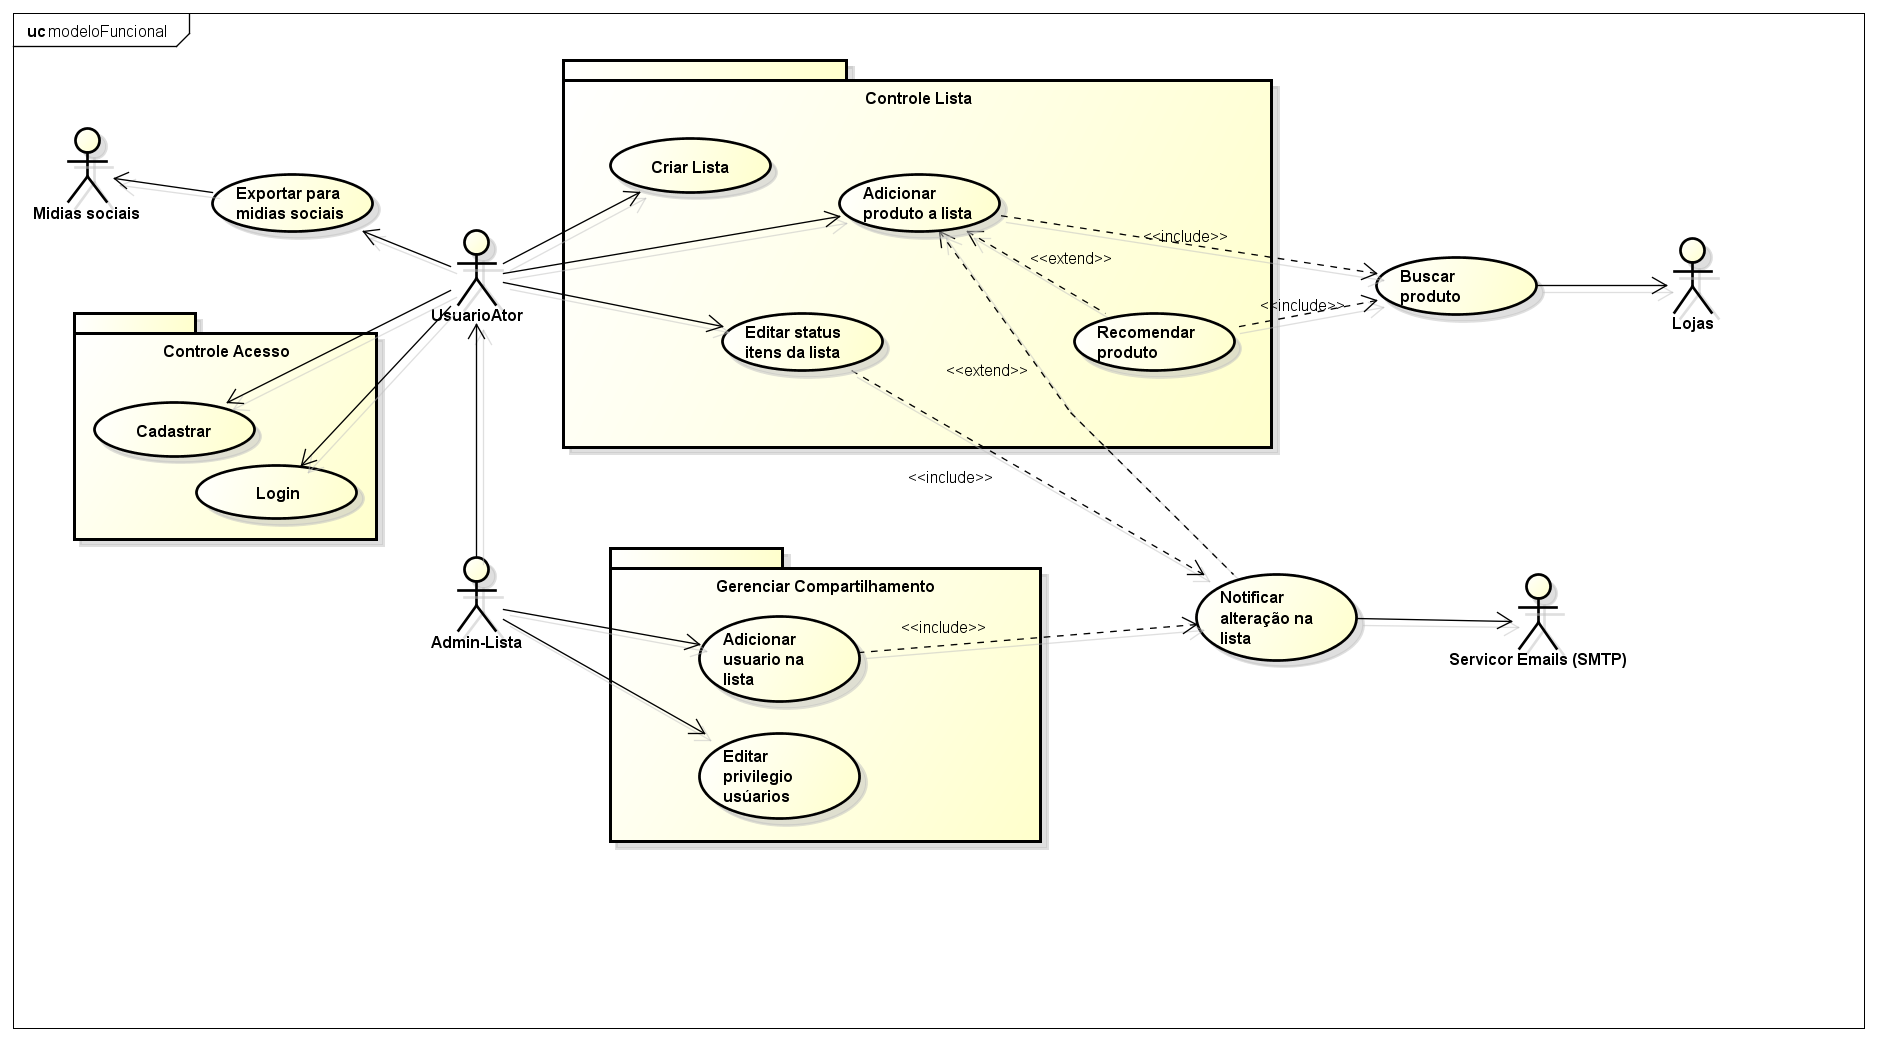 uc modeloFuncional
Controle Lista
Midias sociais
Exportar para
midias sociais
UsuarioAtor
Criar Lista
Adicionar
produto a lista
<<include>>
<<extend>>
Buscar
produto
Lojas
<<include>>
Editar status
itens da lista
Recomendar
produto
<<extend>>
Controle Acesso
Cadastrar
Login
<<include>>
Admin-Lista
Gerenciar Compartilhamento
Adicionar
usuario na
lista
<<include>>
Notificar
alteração na
lista
Servicor Emails (SMTP)
Editar
privilegio
usúarios